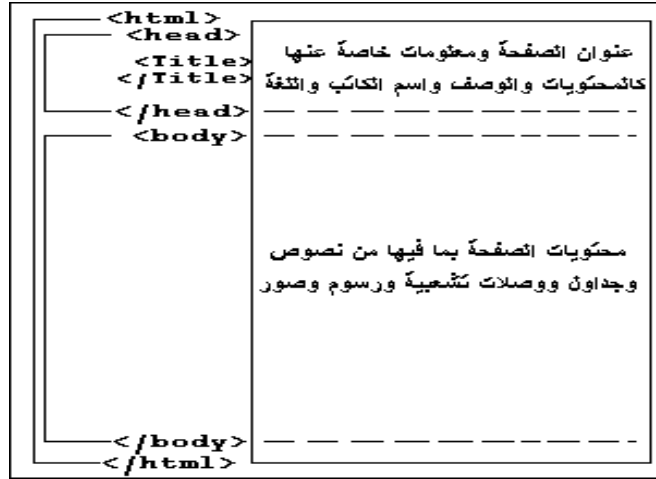 <html>
<head>
<Title>
</Title>
عنوان الصفحة ومعلومات خاصة عنها
كالمحتويات والوصف واسم الكاتب واللغة
</head>
<body>
محتويات الصفحة بما فيها من نصوص
وجداول ووصلات تشعبية ورسوم وصور
</body>
</html>